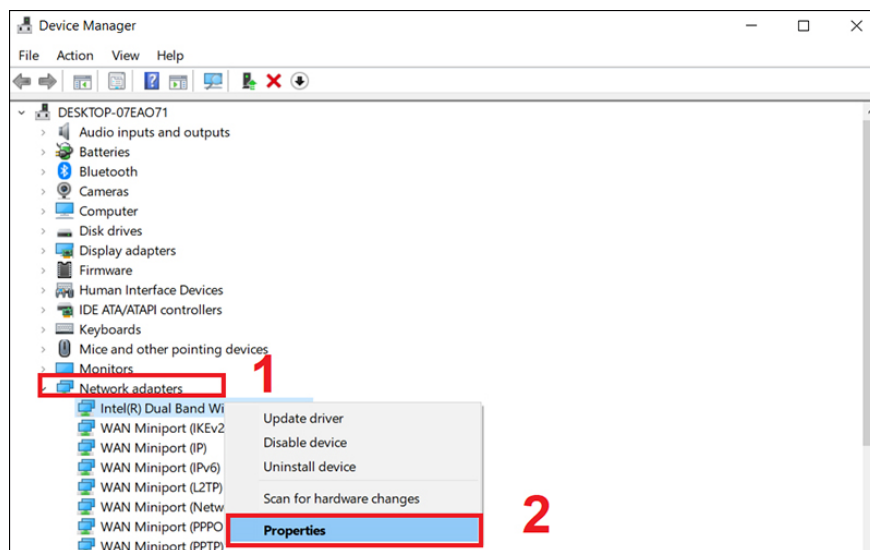 Device Manager
File Action View Help
DESKTOP-07EAO71
Audio inputs and outputs
Batteries
Bluetooth
Cameras
Computer
Disk drives
Display adapters
Firmware
Human Interface Devices
IDE ATA/ATAPI controllers
Keyboards
Mice and other pointing devices
Monitors
1
Network adapters
Intel(R) Dual Band Wi
WAN Miniport (IKEv2
WAN Miniport (IP)
WAN Miniport (IPv6)
WAN Miniport (L2TP)
WAN Miniport (Netw
WAN Miniport (PPPO
WAN Miniport (PPTP)
Update driver
Disable device
Uninstall device
Scan for hardware changes
Properties
2